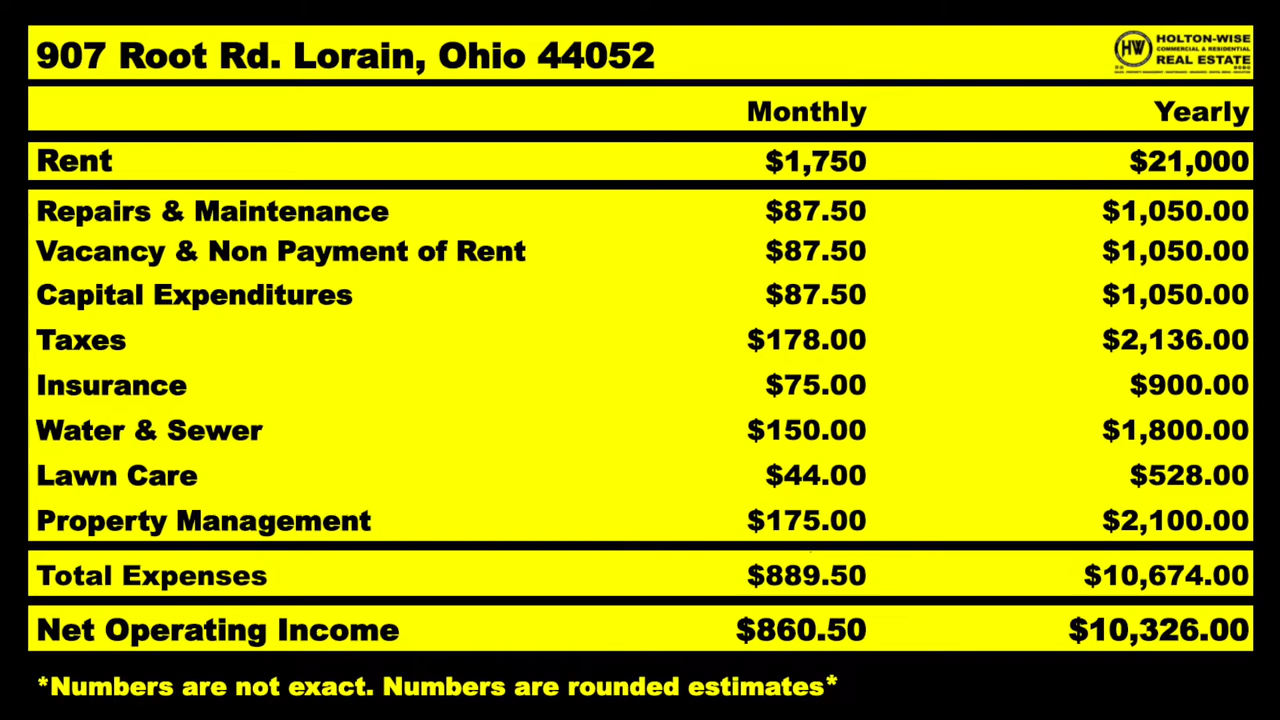 907 Root Rd. Lorain, Ohio 44052
HOLTON-WISE
COMMERCIAL & RESIDENTIAL
HW
REAL ESTATE
Monthly Yearly
Rent $1,750 $21,000
Repairs & Maintenance $87.50 $1,050.00
Vacancy & Non Payment of Rent $87.50 $1,050.00
Capital Expenditures $87.50 $1,050.00
Taxes $178.00 $2,136.00
Insurance $75.00 $900.00
Water & Sewer $150.00 $1,800.00
Lawn Care $44.00 $528.00
Property Management $175.00 $2,100.00
Total Expenses $889.50 $10,674.00
Net Operating Income $860.50 $10,326.00
*Numbers are not exact. Numbers are rounded estimates*